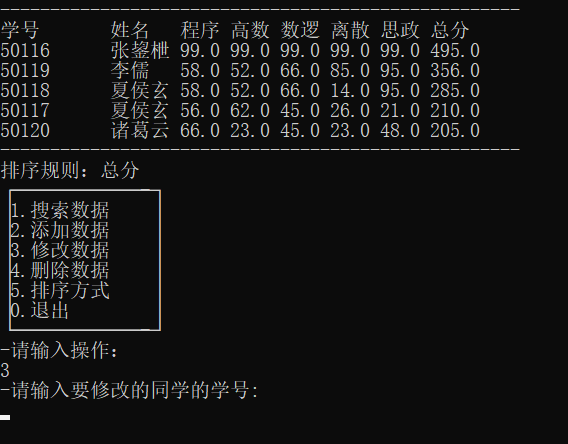 学号 姓名 程序 高数 数逻 离散 思政 总分
50116 张鋆枻 99.0 99.0 99.0 99.0 99.0 495.0
50119 李儒 58.0 52.0 66.0 85.0 95.0 356.0
50118 夏侯玄 58.0 52.0 66.0 14.0 95.0 285.0
50117 夏侯玄 56.0 62.0 45.0 26.0 21.0 210.0
50120 诸葛云 66.0 23.0 45.0 23.0 48.0 205.0
排序规则：总分
1.搜索数据
2.添加数据
3.修改数据
4.删除数据
5.排序方式
0.退出
-请输入操作：
3
-请输入要修改的同学的学号: